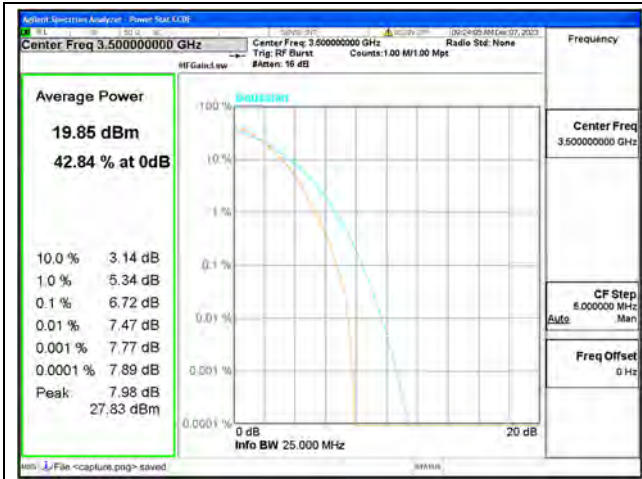 Agilent Spectrum Analyzer - Power Stat CCDF
Center Freq 3.500000000 GHz
Center Freq: 3.500000000 GHz
Trig: RF Burst
Counts:1.00 M/1.00 Mpt
#IFGain:Low
#Atten: 16 dB
09:24:05 AM Dec 07, 2023
Radio Std: None
Frequency
Average Power
19.85 dBm
42.84 % at 0dB
10.0 % 3.14 dB
1.0 % 5.34 dB
0.1 % 6.72 dB
0.01 % 7.47 dB
0.001 % 7.77 dB
0.0001 % 7.89 dB
Peak 7.98 dB
27.83 dBm
Gaussian
100 %
10 %
1 %
0.1 %
0.01 %
0.001 %
0.0001 %
0 dB
20 dB
Info BW 25.000 MHz
Center Freq
3.500000000 GHz
CF Step
5.000000 MHz
Auto Man
Freq Offset
0 Hz
MSG File <capture.png> saved
STATUS